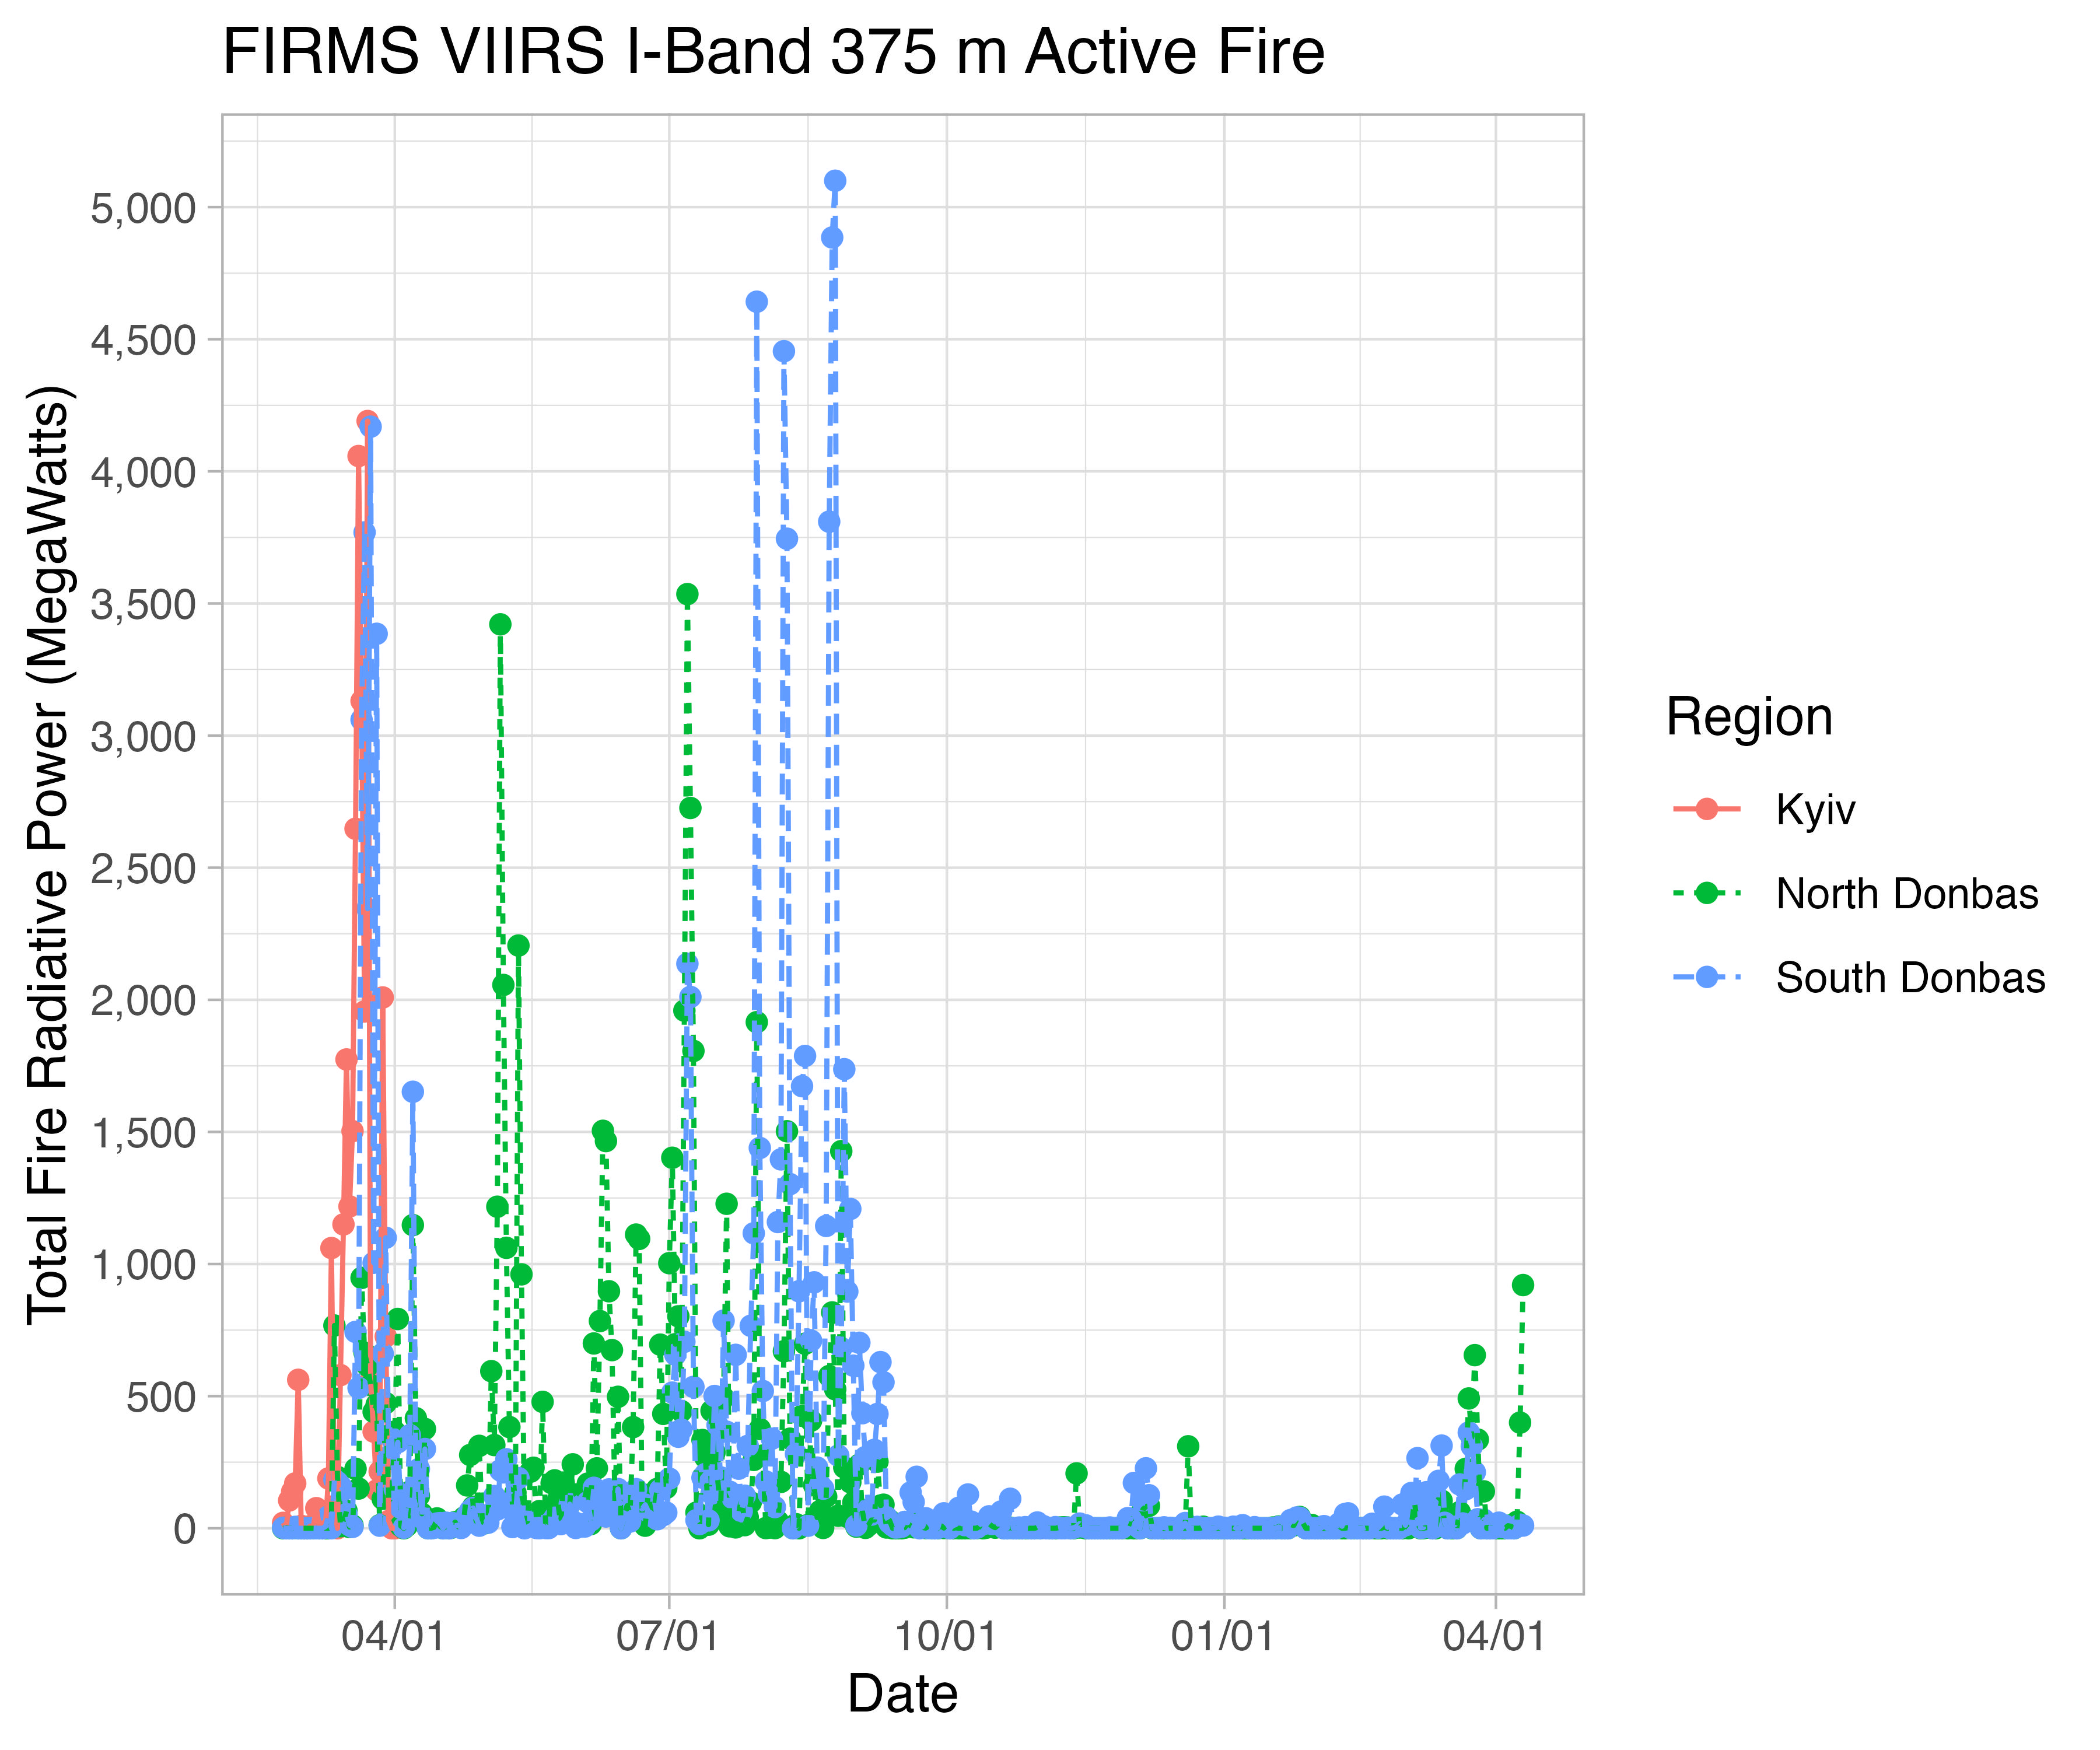 FIRMS VIIRS I-Band 375 m Active Fire
Total Fire Radiative Power (MegaWatts)
5,000
4,500
4,000
3,500
3,000
2,500
2,000
1,500
1,000
500
0
04/01
07/01
10/01
01/01
04/01
Date
Region
Kyiv
North Donbas
South Donbas